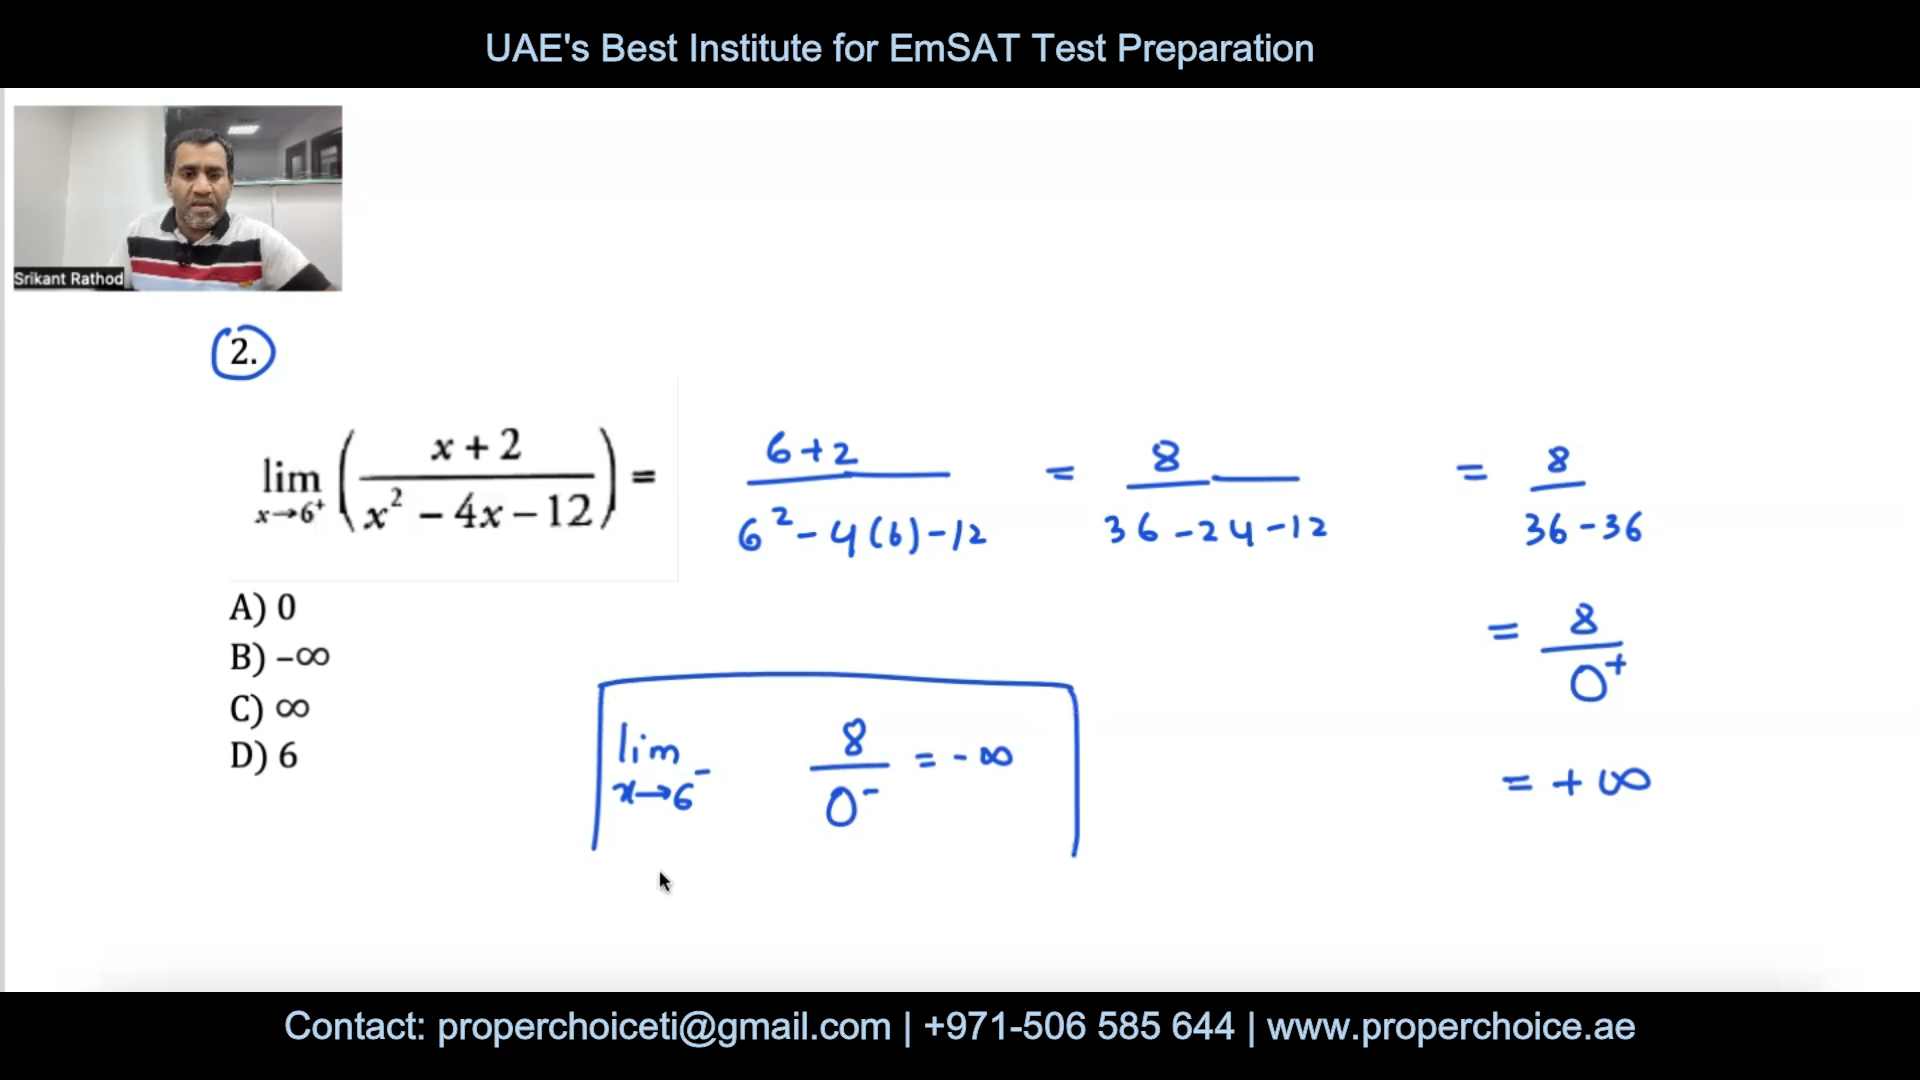 UAE's Best Institute for EmSAT Test Preparation
Srikant Rathod
2.
lim x→6⁺ ( x + 2 / x² − 4x − 12 ) = 6+2 / 6² - 4(6) - 12 = 8 / 36 - 24 - 12 = 8 / 36 - 36
= 8 / 0⁺
= + ∞
A) 0
B) −∞
C) ∞
D) 6
lim x→6⁻ 8 / 0⁻ = - ∞
Contact: properchoiceti@gmail.com | +971-506 585 644 | www.properchoice.ae